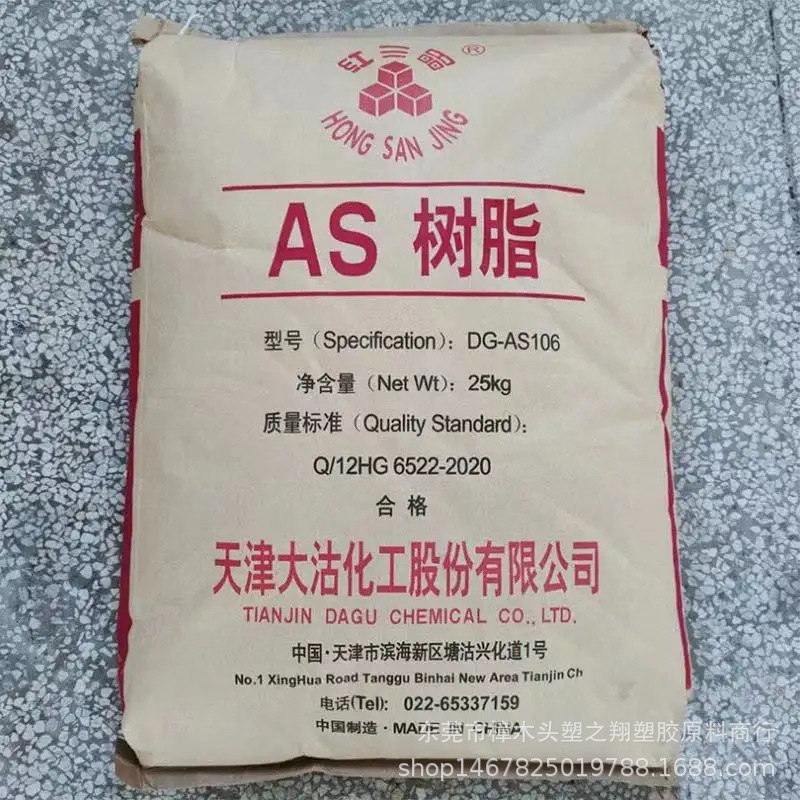 红三晶®
HONG SAN JING
AS 树脂
型号（Specification）：DG-AS106
净含量（Net Wt）：25kg
质量标准（Quality Standard）：
Q/12HG 6522-2020
合格
天津大沽化工股份有限公司
TIANJIN DAGU CHEMICAL CO., LTD.
中国·天津市滨海新区塘沽兴化道1号
No.1 XingHua Road Tanggu Binhai New Area Tianjin Ch
电话(Tel): 022-65337159
中国制造·MADE IN CHINA
东莞市樟木头塑之翔塑胶原料商行
shop1467825019788.1688.com